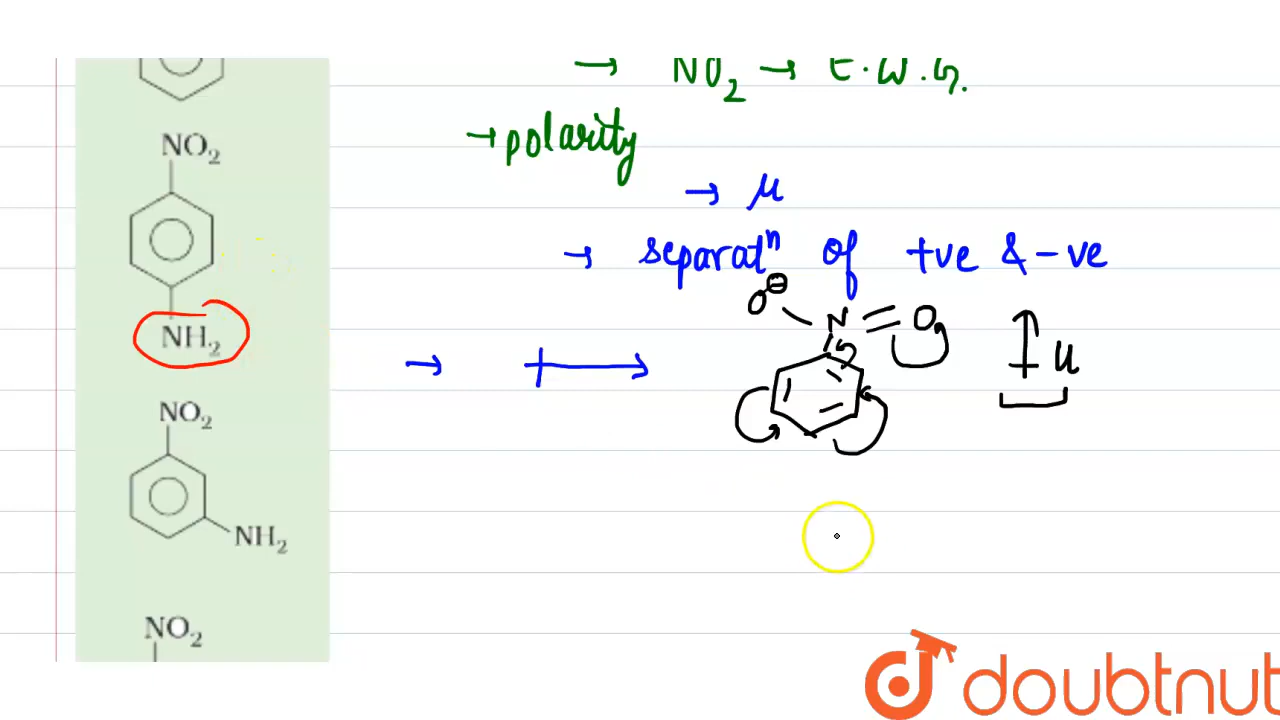 → NO2 → E.W.G.
NO2
→ polarity
→ μ
→ separatⁿ of +ve & -ve
O⊖
N = O
NH2
→
μ
NO2
NH2
NO2
doubtnut